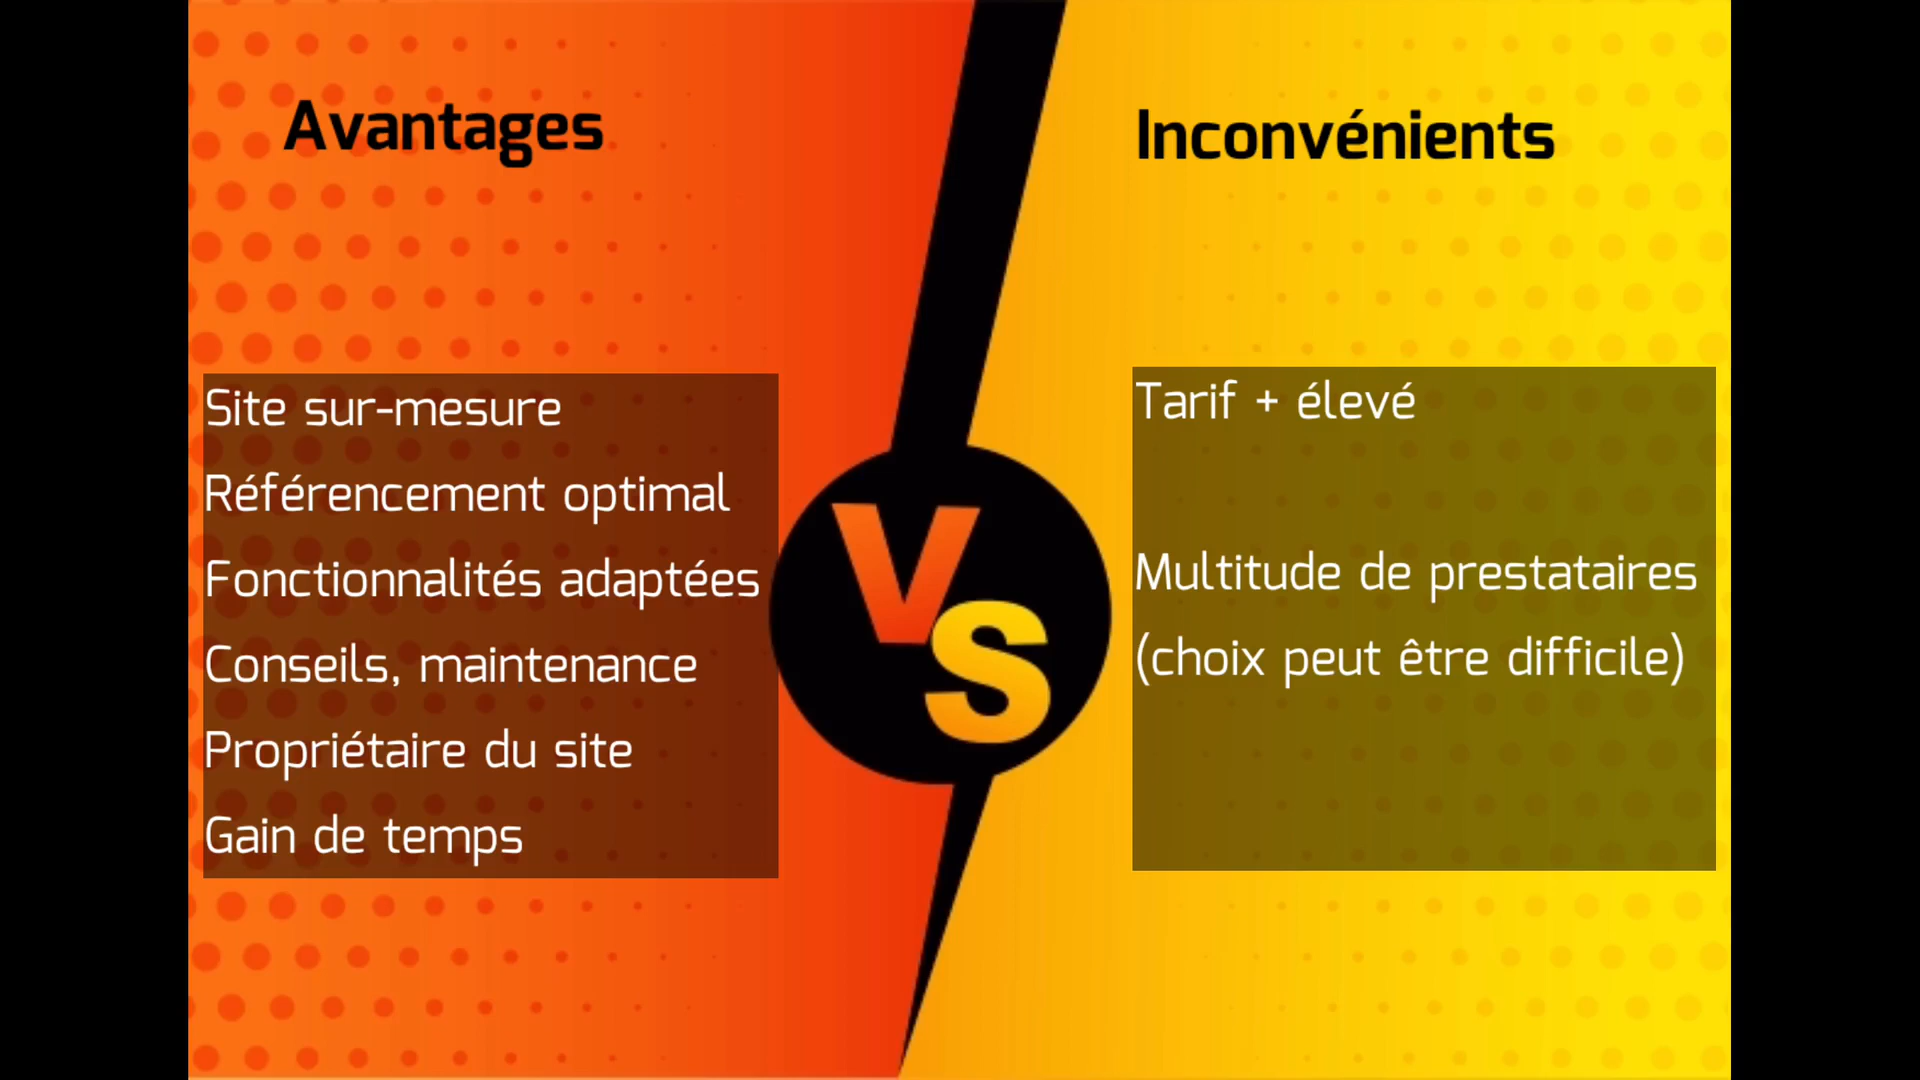 Avantages
Site sur-mesure
Référencement optimal
Fonctionnalités adaptées
Conseils, maintenance
Propriétaire du site
Gain de temps
VS
Inconvénients
Tarif + élevé
Multitude de prestataires
(choix peut être difficile)